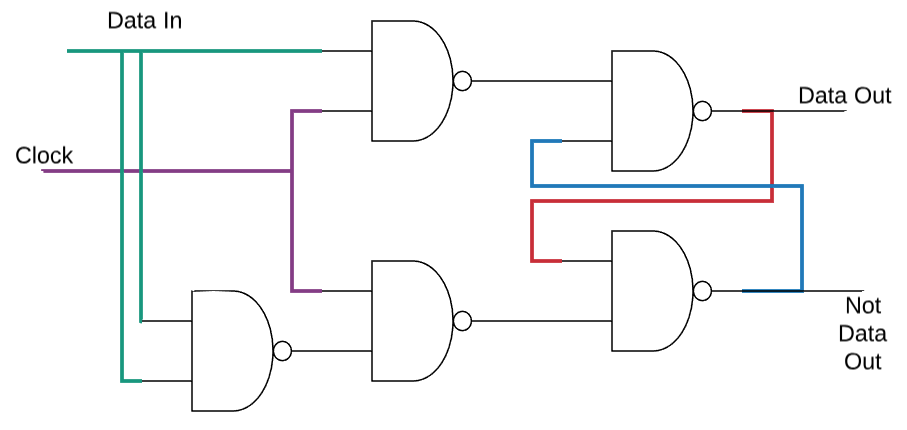 Data In
Data Out
Clock
Not
Data
Out